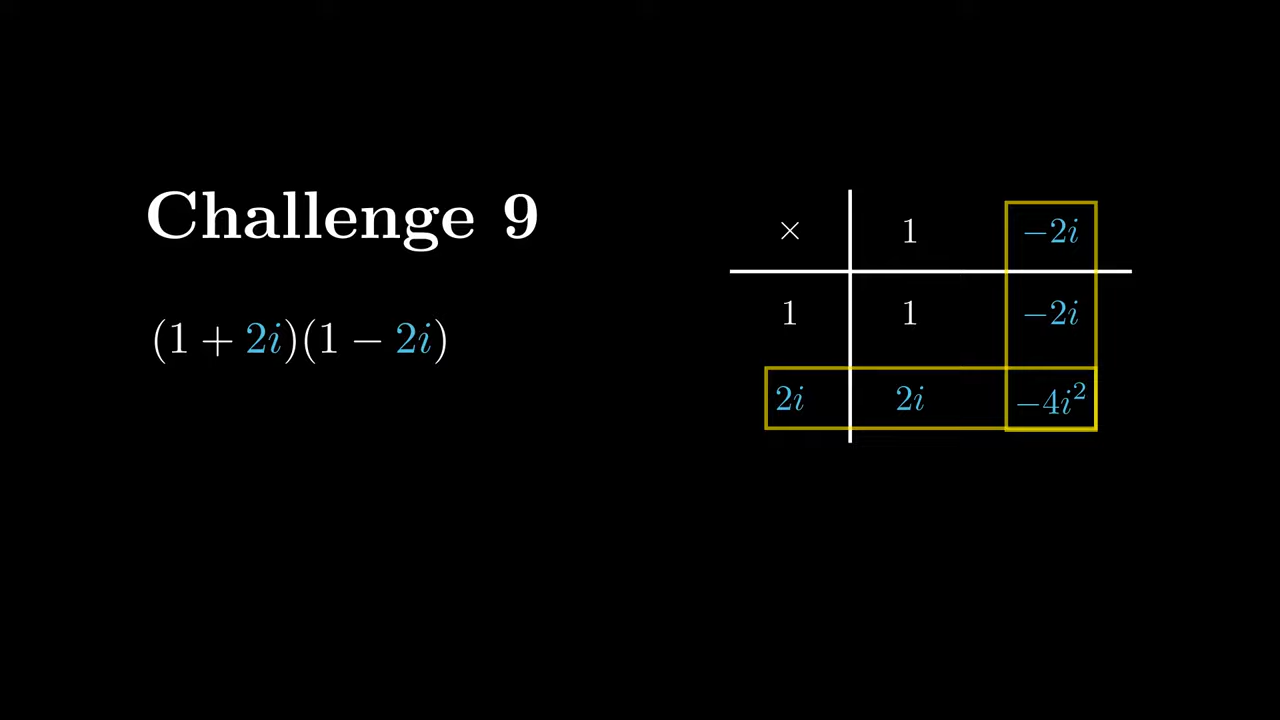 Challenge 9
(1 + 2i)(1 − 2i)
× 1 −2i
1 1 −2i
2i 2i −4i²